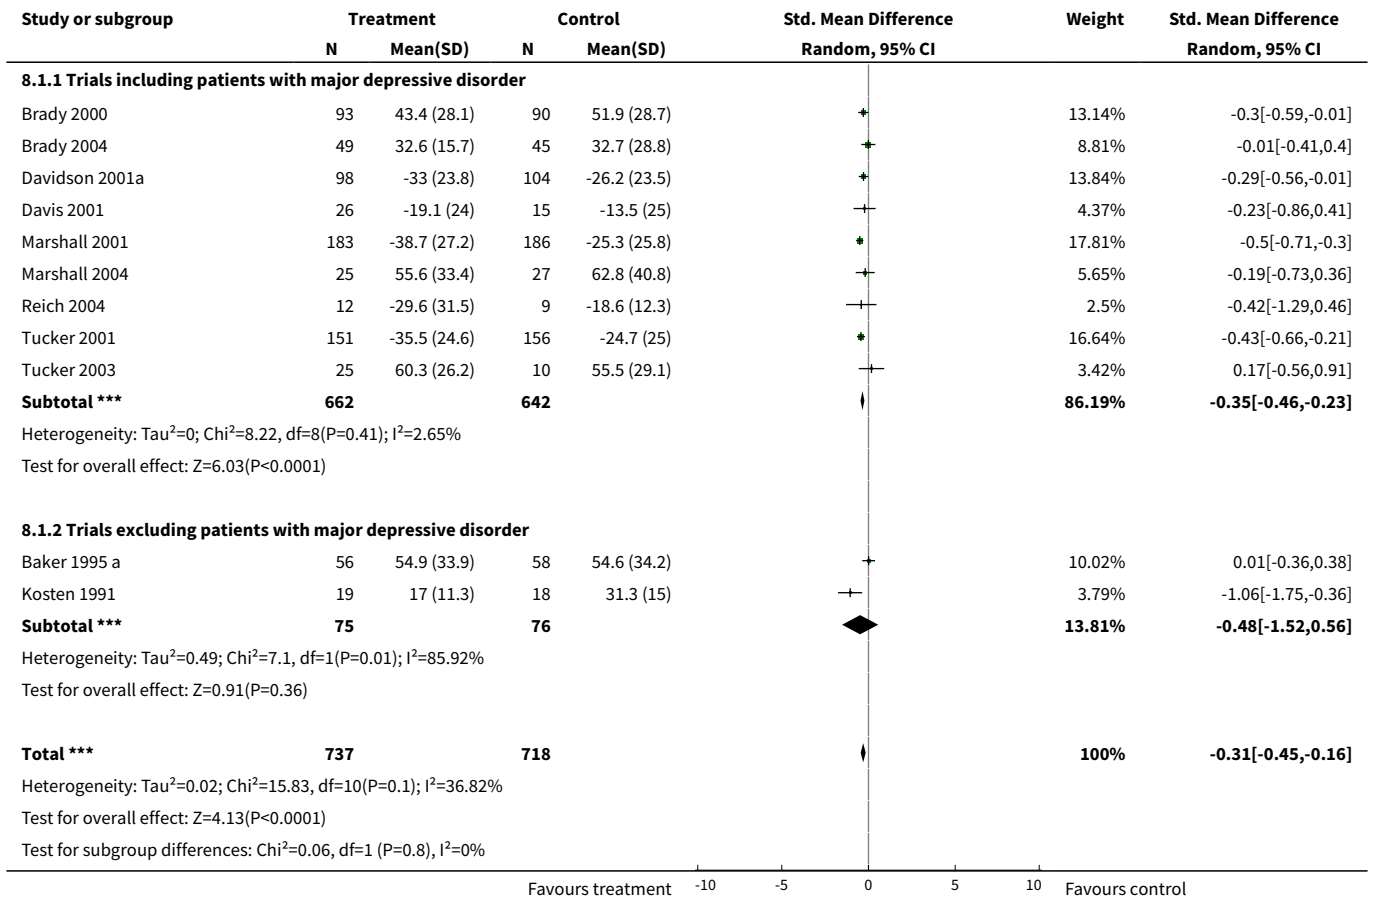 Study or subgroup Treatment Control Std. Mean Difference Weight Std. Mean Difference
N Mean(SD) N Mean(SD) Random, 95% CI Random, 95% CI
8.1.1 Trials including patients with major depressive disorder
Brady 2000 93 43.4 (28.1) 90 51.9 (28.7) 13.14% -0.3[-0.59,-0.01]
Brady 2004 49 32.6 (15.7) 45 32.7 (28.8) 8.81% -0.01[-0.41,0.4]
Davidson 2001a 98 -33 (23.8) 104 -26.2 (23.5) 13.84% -0.29[-0.56,-0.01]
Davis 2001 26 -19.1 (24) 15 -13.5 (25) 4.37% -0.23[-0.86,0.41]
Marshall 2001 183 -38.7 (27.2) 186 -25.3 (25.8) 17.81% -0.5[-0.71,-0.3]
Marshall 2004 25 55.6 (33.4) 27 62.8 (40.8) 5.65% -0.19[-0.73,0.36]
Reich 2004 12 -29.6 (31.5) 9 -18.6 (12.3) 2.5% -0.42[-1.29,0.46]
Tucker 2001 151 -35.5 (24.6) 156 -24.7 (25) 16.64% -0.43[-0.66,-0.21]
Tucker 2003 25 60.3 (26.2) 10 55.5 (29.1) 3.42% 0.17[-0.56,0.91]
Subtotal *** 662 642 86.19% -0.35[-0.46,-0.23]
Heterogeneity: Tau²=0; Chi²=8.22, df=8(P=0.41); I²=2.65%
Test for overall effect: Z=6.03(P<0.0001)
8.1.2 Trials excluding patients with major depressive disorder
Baker 1995 a 56 54.9 (33.9) 58 54.6 (34.2) 10.02% 0.01[-0.36,0.38]
Kosten 1991 19 17 (11.3) 18 31.3 (15) 3.79% -1.06[-1.75,-0.36]
Subtotal *** 75 76 13.81% -0.48[-1.52,0.56]
Heterogeneity: Tau²=0.49; Chi²=7.1, df=1(P=0.01); I²=85.92%
Test for overall effect: Z=0.91(P=0.36)
Total *** 737 718 100% -0.31[-0.45,-0.16]
Heterogeneity: Tau²=0.02; Chi²=15.83, df=10(P=0.1); I²=36.82%
Test for overall effect: Z=4.13(P<0.0001)
Test for subgroup differences: Chi²=0.06, df=1 (P=0.8), I²=0%
Favours treatment -10 -5 0 5 10 Favours control